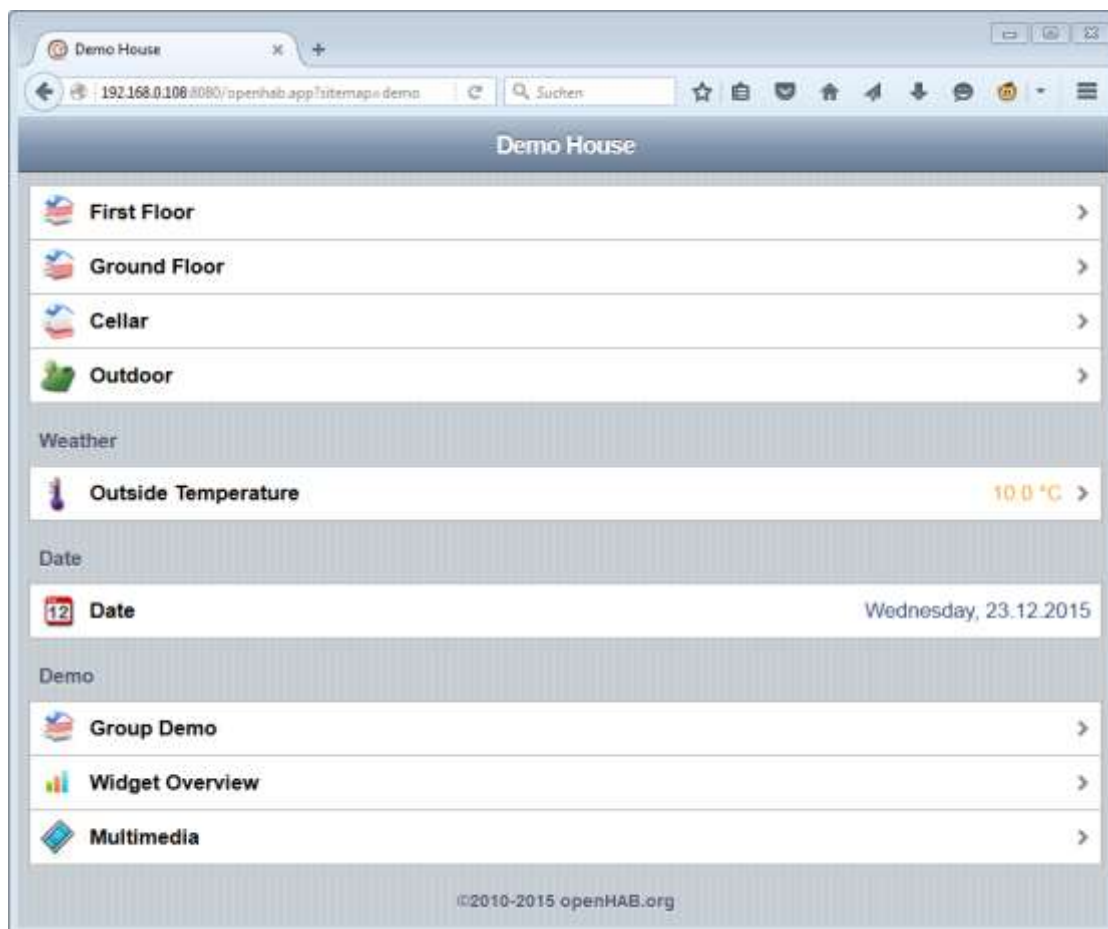 Demo House
192.168.0.108:8080/openhab.app?sitemap=demo
Suchen
Demo House
First Floor
Ground Floor
Cellar
Outdoor
Weather
Outside Temperature 10.0 °C
Date
12 Date Wednesday, 23.12.2015
Demo
Group Demo
Widget Overview
Multimedia
©2010-2015 openHAB.org